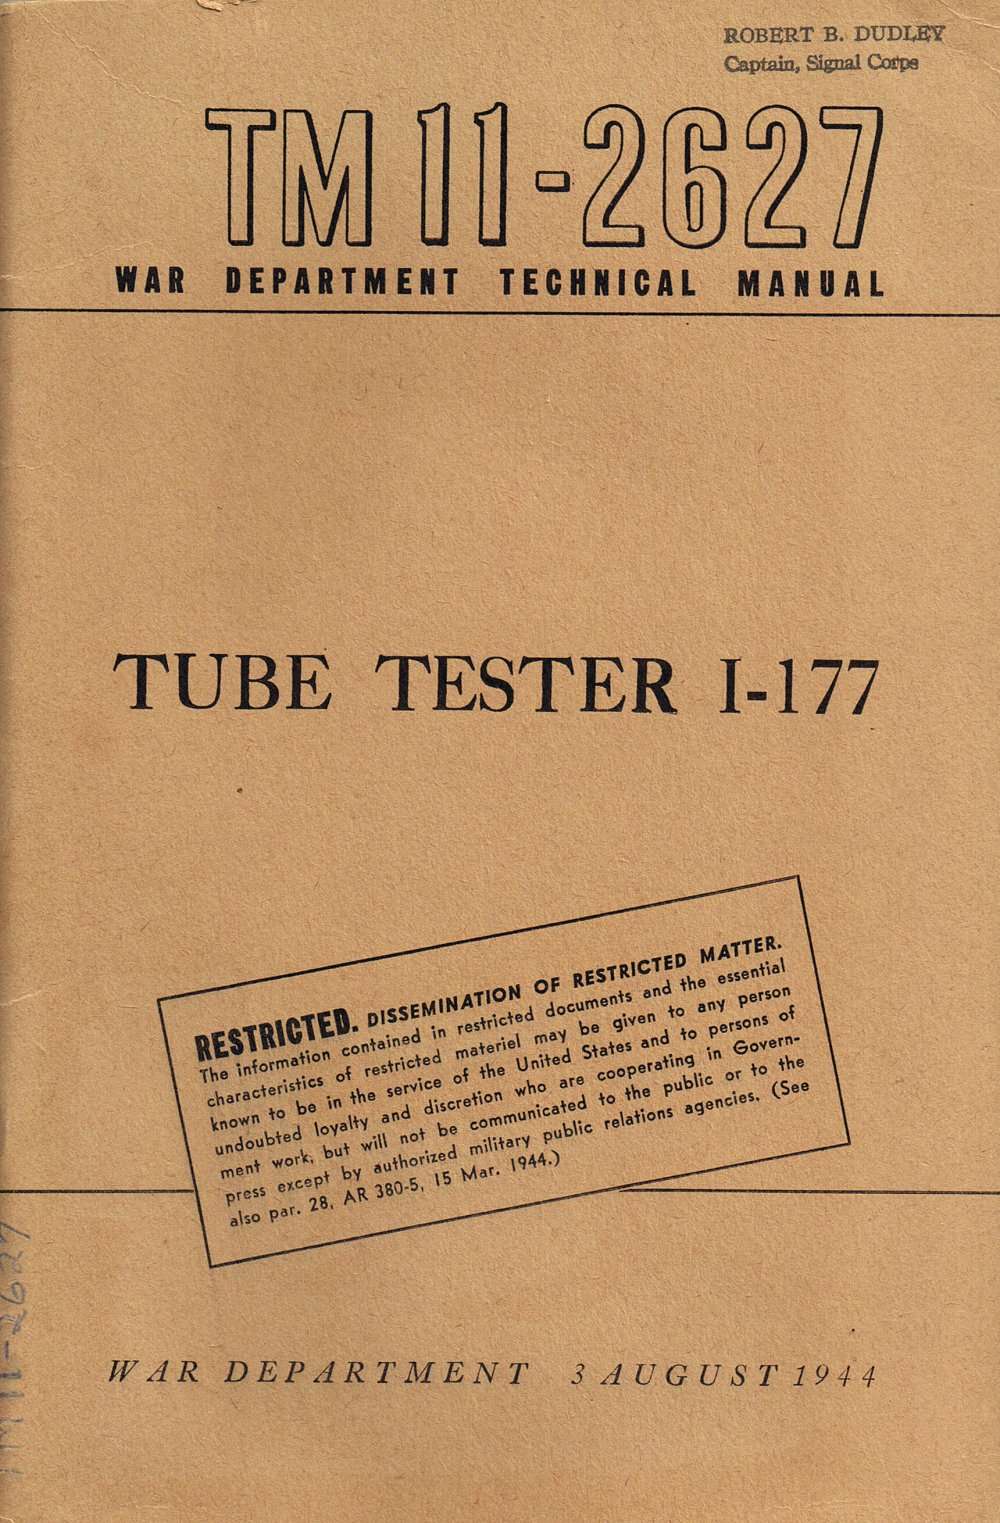 ROBERT B. DUDLEY
Captain, Signal Corps
TM 11-2627
WAR DEPARTMENT TECHNICAL MANUAL
TUBE TESTER I-177
RESTRICTED. DISSEMINATION OF RESTRICTED MATTER.
The information contained in restricted documents and the essential
characteristics of restricted materiel may be given to any person
known to be in the service of the United States and to persons of
undoubted loyalty and discretion who are cooperating in Govern-
ment work, but will not be communicated to the public or to the
press except by authorized military public relations agencies. (See
also par. 28, AR 380-5, 15 Mar. 1944.)
WAR DEPARTMENT 3 AUGUST 1944
TM 11-2627